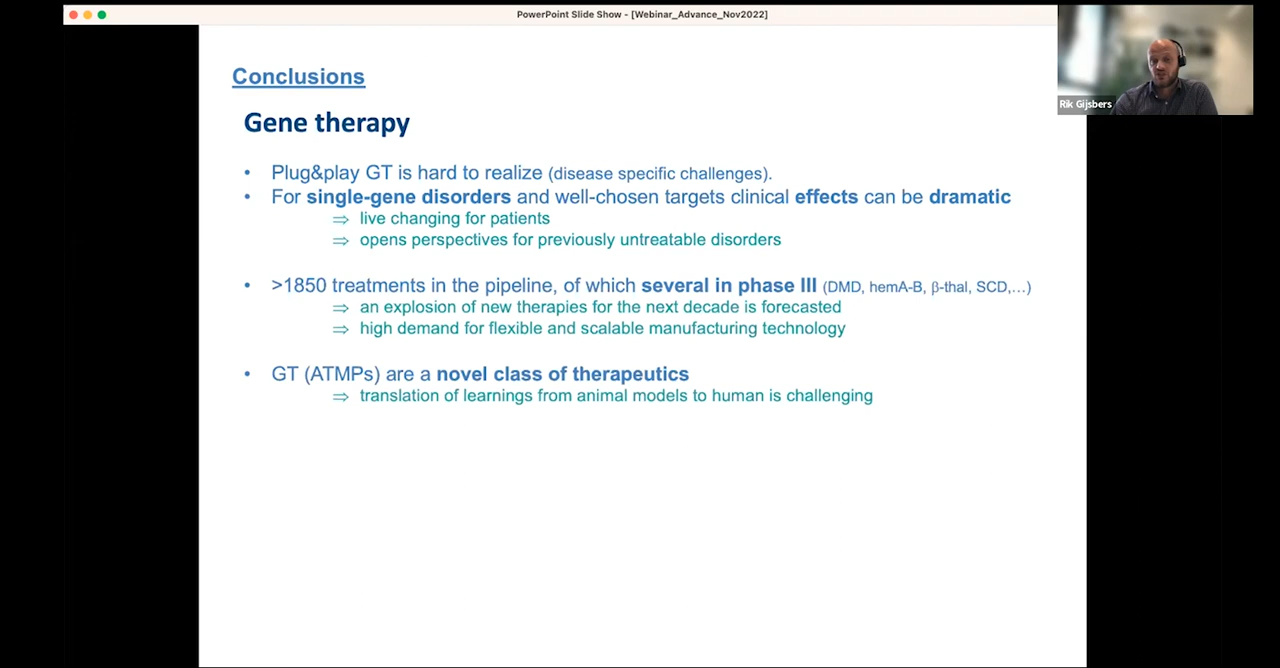 PowerPoint Slide Show - [Webinar_Advance_Nov2022]
Rik Gijsbers
Conclusions
Gene therapy
• Plug&play GT is hard to realize (disease specific challenges).
• For single-gene disorders and well-chosen targets clinical effects can be dramatic
⇒ live changing for patients
⇒ opens perspectives for previously untreatable disorders
• >1850 treatments in the pipeline, of which several in phase III (DMD, hemA-B, β-thal, SCD,...)
⇒ an explosion of new therapies for the next decade is forecasted
⇒ high demand for flexible and scalable manufacturing technology
• GT (ATMPs) are a novel class of therapeutics
⇒ translation of learnings from animal models to human is challenging